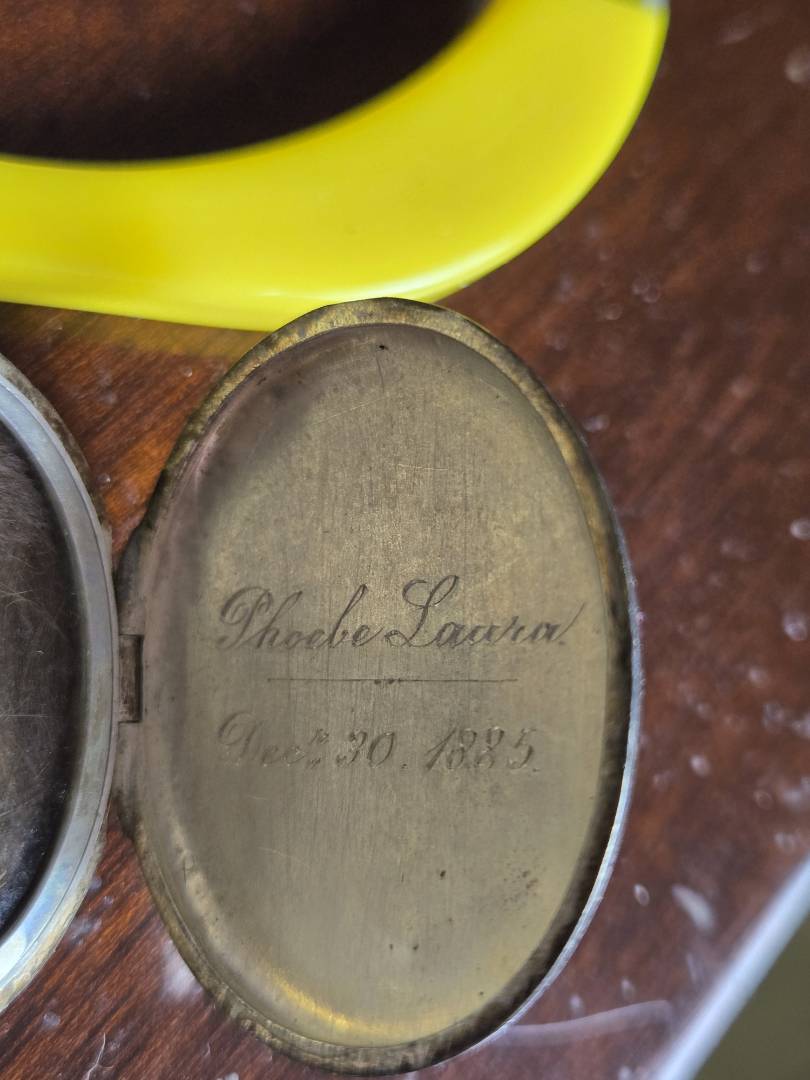 Phoebe Laura.
Decr. 30. 1885.